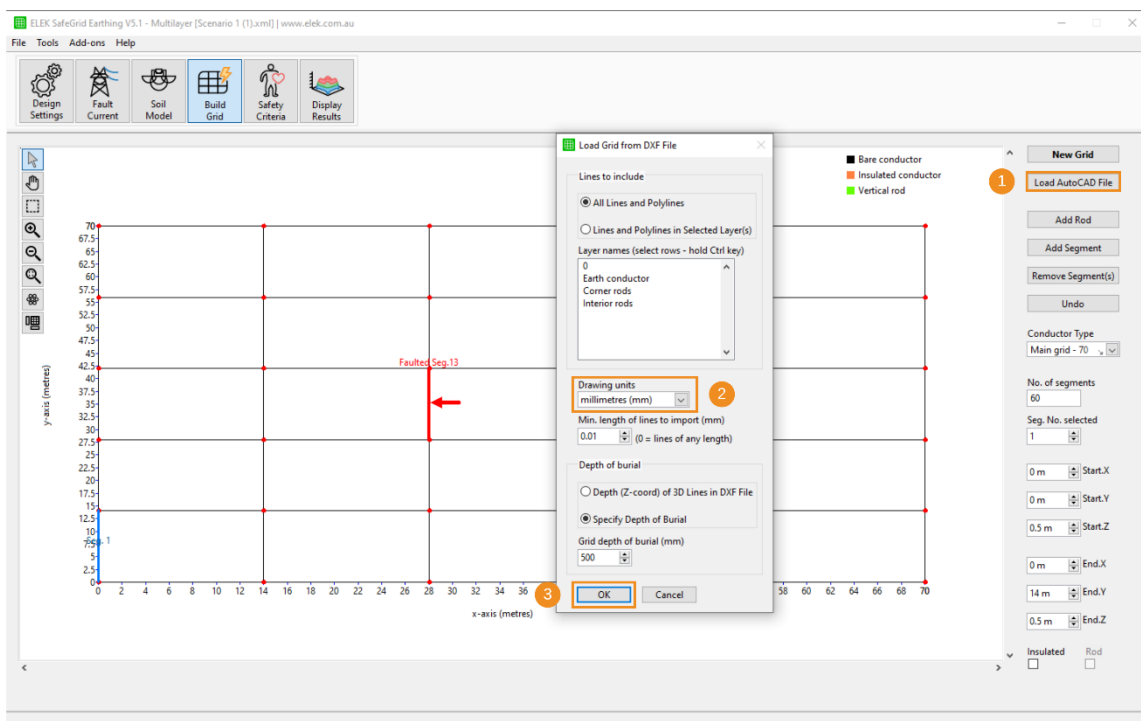 ELEK SafeGrid Earthing V5.1 - Multilayer [Scenario 1 (1).xml] | www.elek.com.au
File Tools Add-ons Help
Design Settings
Fault Current
Soil Model
Build Grid
Safety Criteria
Display Results
Bare conductor
Insulated conductor
Vertical rod
y-axis (metres)
70
67.5
65
62.5
60
57.5
55
52.5
50
47.5
45
42.5
40
37.5
35
32.5
30
27.5
25
22.5
20
17.5
15
12.5
10
7.5
5
2.5
0
Faulted Seg.13
Seg. 1
0 2 4 6 8 10 12 14 16 18 20 22 24 26 28 30 32 34 36 58 60 62 64 66 68 70
x-axis (metres)
Load Grid from DXF File
Lines to include
All Lines and Polylines
Lines and Polylines in Selected Layer(s)
Layer names (select rows - hold Ctrl key)
0
Earth conductor
Corner rods
Interior rods
Drawing units
millimetres (mm)
2
Min. length of lines to import (mm)
0.01 (0 = lines of any length)
Depth of burial
Depth (Z-coord) of 3D Lines in DXF File
Specify Depth of Burial
Grid depth of burial (mm)
500
3
OK Cancel
New Grid
1
Load AutoCAD File
Add Rod
Add Segment
Remove Segment(s)
Undo
Conductor Type
Main grid - 70
No. of segments
60
Seg. No. selected
1
0 m Start.X
0 m Start.Y
0.5 m Start.Z
0 m End.X
14 m End.Y
0.5 m End.Z
Insulated Rod